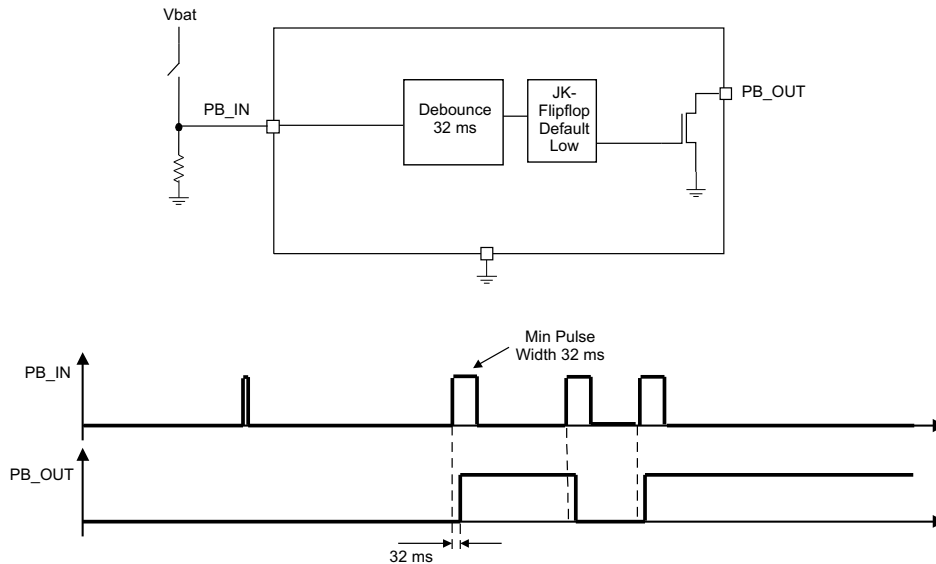 Vbat
PB_IN
Debounce
32 ms
JK-
Flipflop
Default
Low
PB_OUT
Min Pulse
Width 32 ms
PB_IN
PB_OUT
32 ms